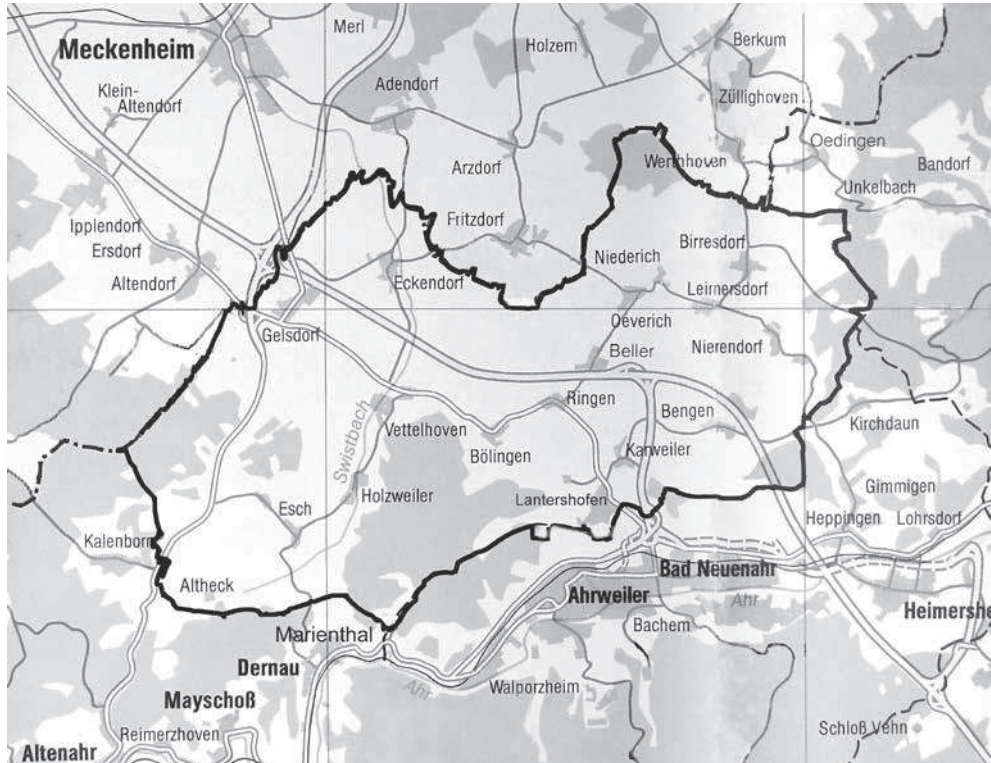 Merl
Holzem
Berkum
Meckenheim
Adendorf
Klein-
Altendorf
Züllighoven
Oedingen
Arzdorf
Werthhoven
Bandorf
Unkelbach
Ipplendorf
Fritzdorf
Ersdorf
Niederich
Birresdorf
Altendorf
Eckendorf
Leimersdorf
Gelsdorf
Oeverich
Beller
Nierendorf
Ringen
Bengen
Kirchdaun
Vettelhoven
Swistbach
Bölingen
Karweiler
Gimmigen
Holzweiler
Lantershofen
Esch
Heppingen
Lohrsdorf
Kalenborn
Bad Neuenahr
Altheck
Ahrweiler
Ahr
Heimershe
Marienthal
Bachem
Dernau
Ahr
Walporzheim
Mayschoß
Reimerzhoven
Schloß Vehn
Altenahr